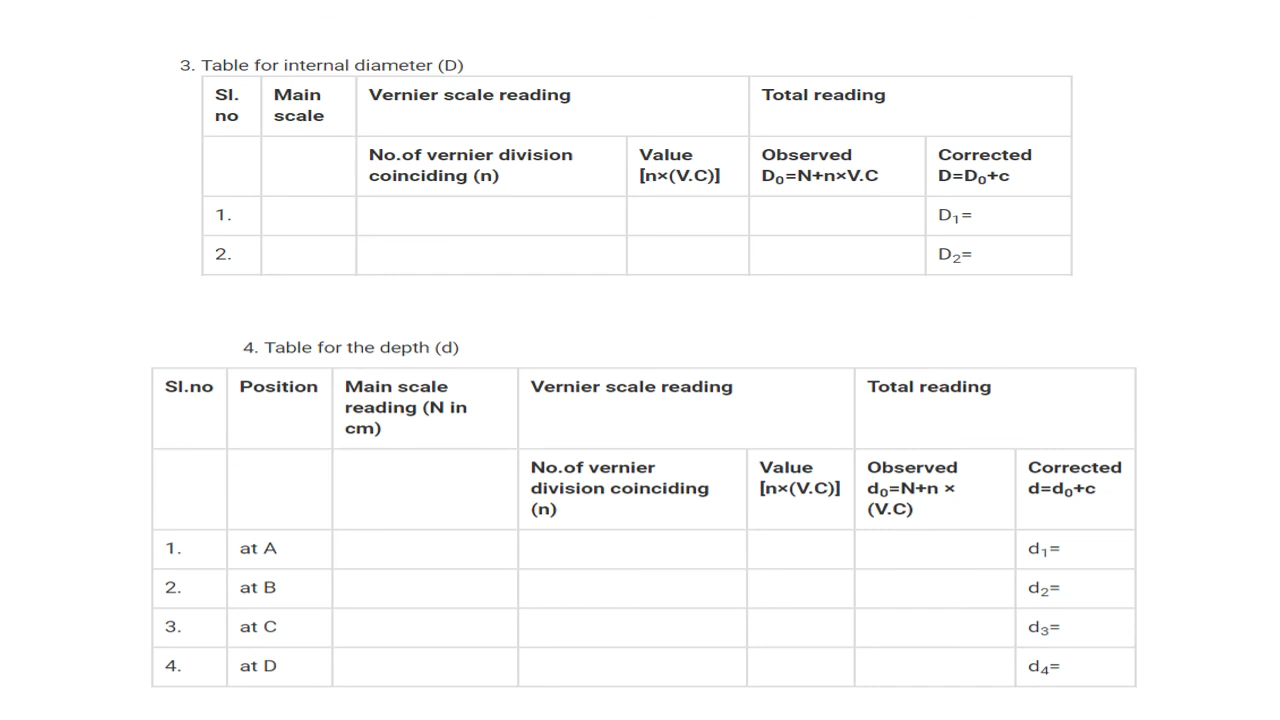 3. Table for internal diameter (D)
Sl. no Main scale Vernier scale reading Total reading
No.of vernier division coinciding (n) Value [n×(V.C)] Observed D₀=N+n×V.C Corrected D=D₀+c
1. D₁=
2. D₂=
4. Table for the depth (d)
Sl.no Position Main scale reading (N in cm) Vernier scale reading Total reading
No.of vernier division coinciding (n) Value [n×(V.C)] Observed d₀=N+n × (V.C) Corrected d=d₀+c
1. at A d₁=
2. at B d₂=
3. at C d₃=
4. at D d₄=